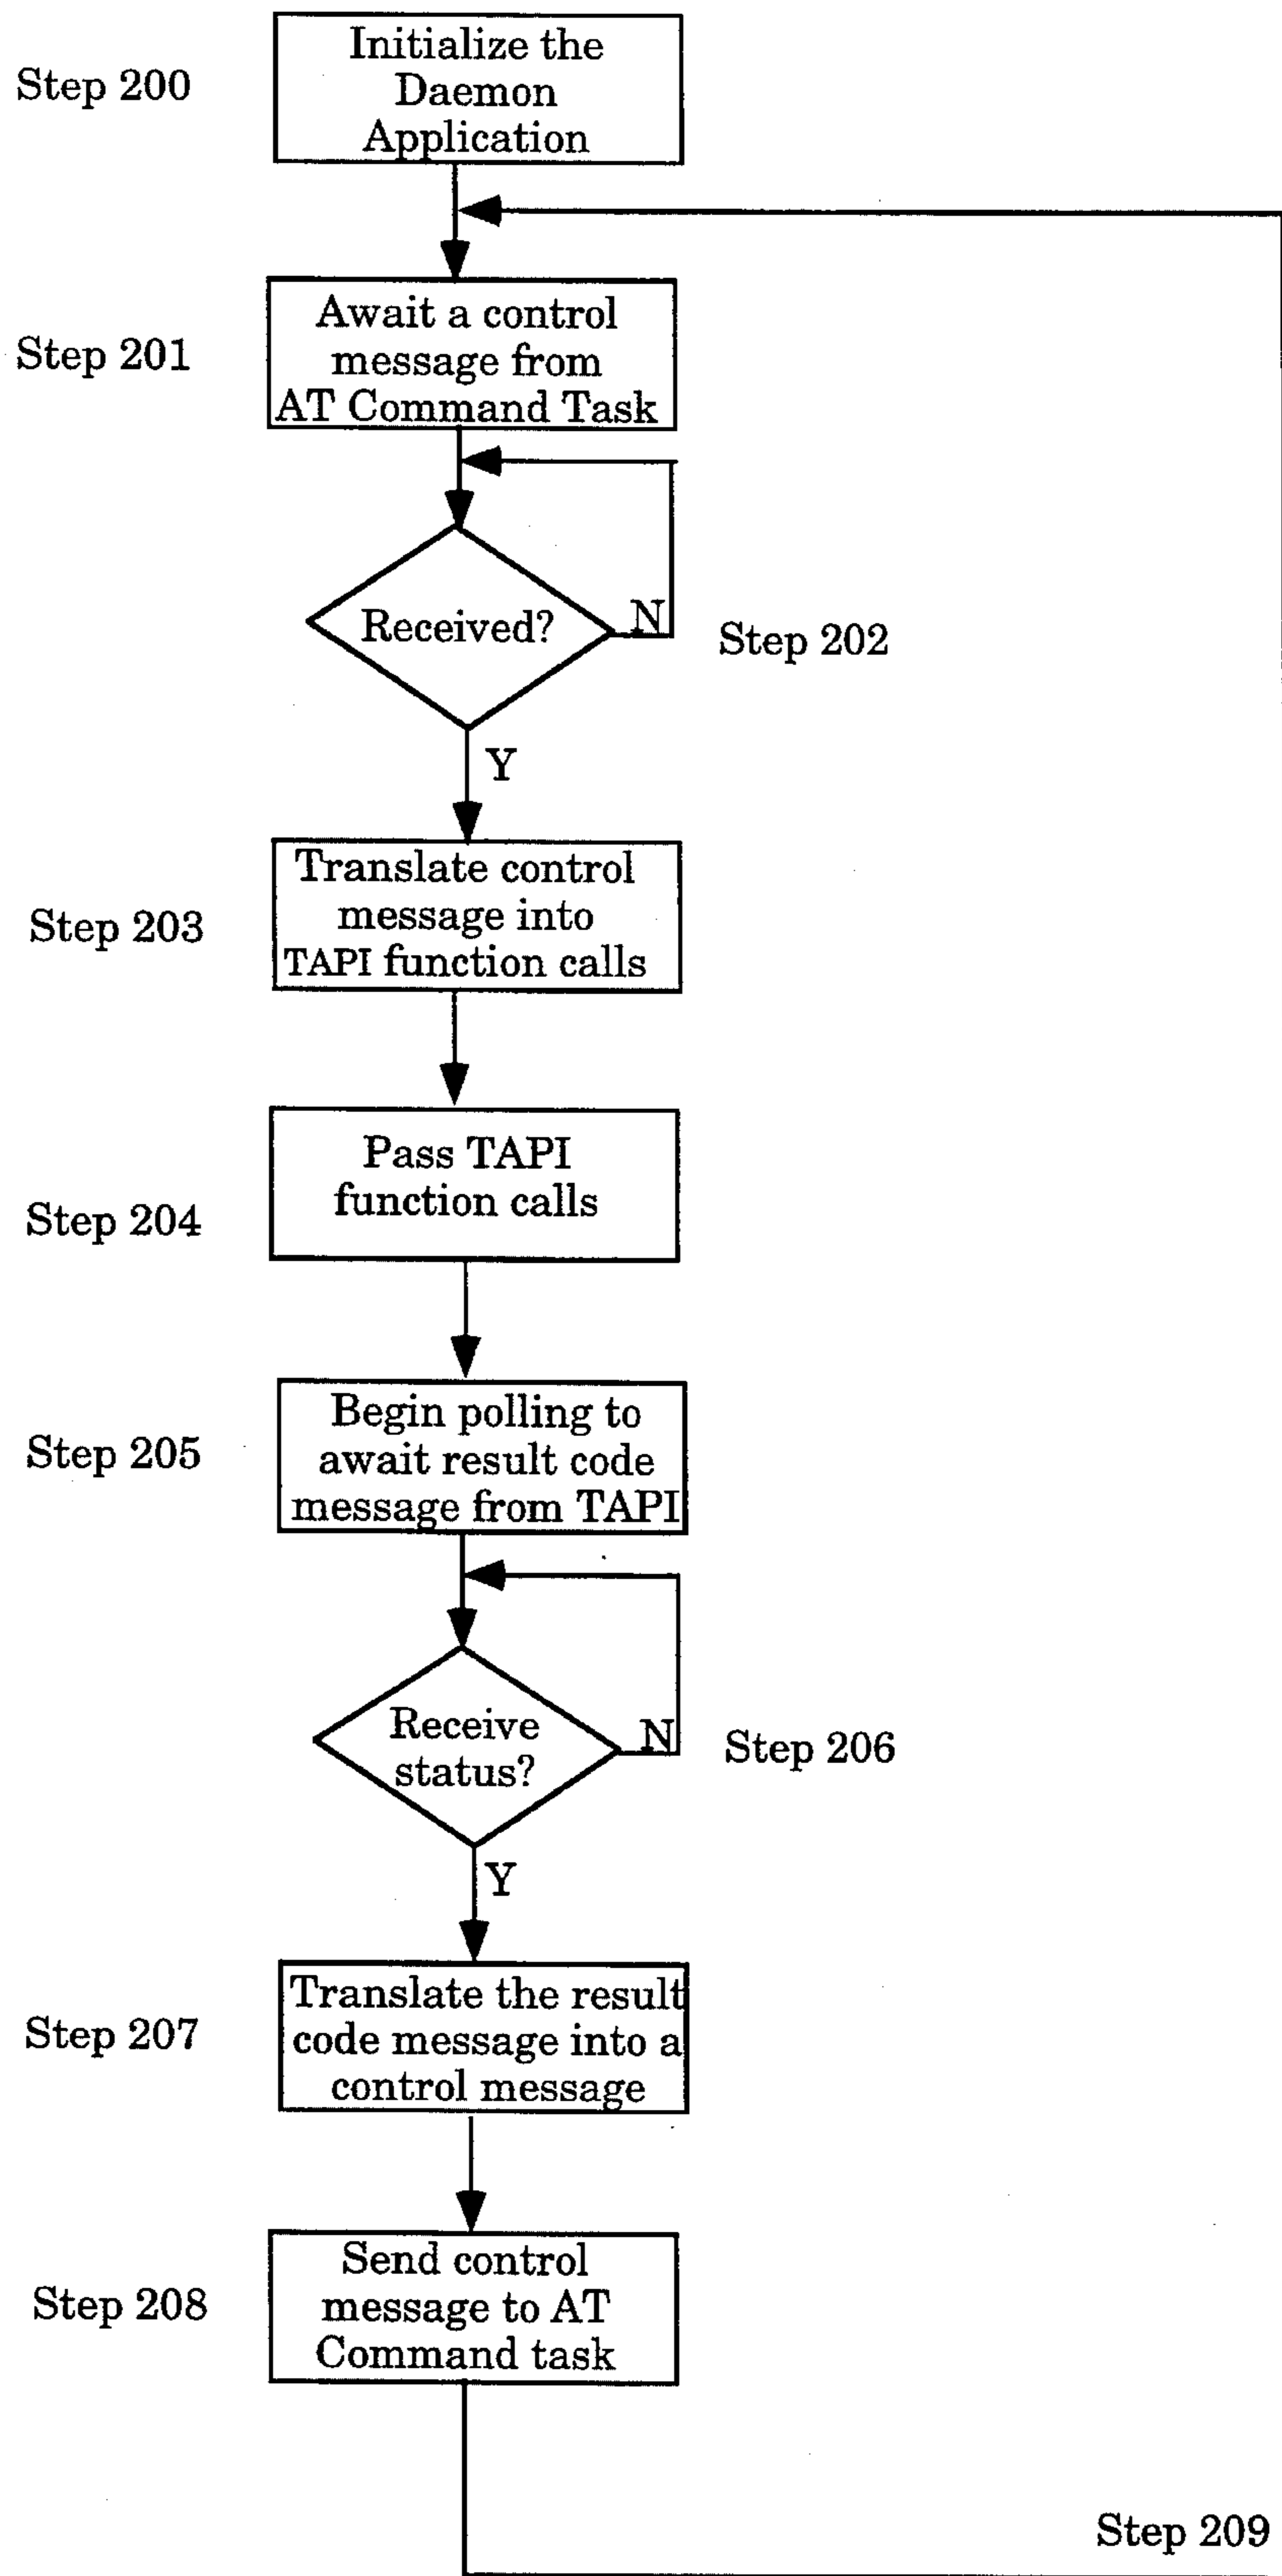 Step 200
Initialize the
Daemon
Application
Step 201
Await a control
message from
AT Command Task
Received?
N
Step 202
Y
Step 203
Translate control
message into
TAPI function calls
Step 204
Pass TAPI
function calls
Step 205
Begin polling to
await result code
message from TAPI
Receive
status?
N
Step 206
Y
Step 207
Translate the result
code message into a
control message
Step 208
Send control
message to AT
Command task
Step 209